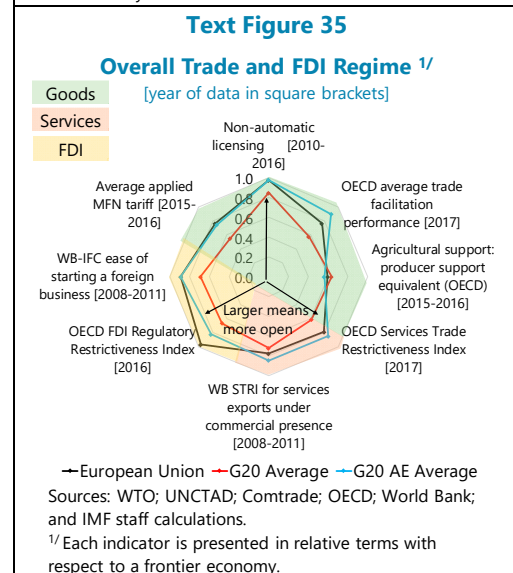 Text Figure 35
Overall Trade and FDI Regime 1/
[year of data in square brackets]
Goods
Services
FDI
Non-automatic
licensing [2010-
2016]
1.0
0.8
0.6
0.4
0.2
0.0
OECD average trade
facilitation
performance [2017]
Agricultural support:
producer support
equivalent (OECD)
[2015-2016]
OECD Services Trade
Restrictiveness Index
[2017]
WB STRI for services
exports under
commercial presence
[2008-2011]
OECD FDI Regulatory
Restrictiveness Index
[2016]
WB-IFC ease of
starting a foreign
business [2008-2011]
Average applied
MFN tariff [2015-
2016]
Larger means
more open
European Union
G20 Average
G20 AE Average
Sources: WTO; UNCTAD; Comtrade; OECD; World Bank;
and IMF staff calculations.
1/ Each indicator is presented in relative terms with
respect to a frontier economy.